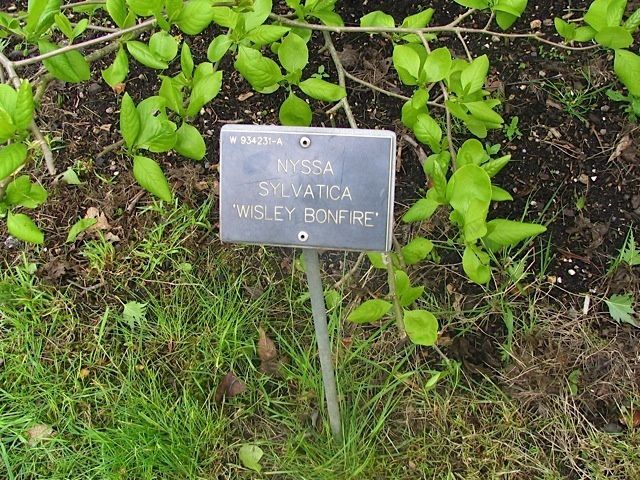 W 934231-A
NYSSA
SYLVATICA
'WISLEY BONFIRE'